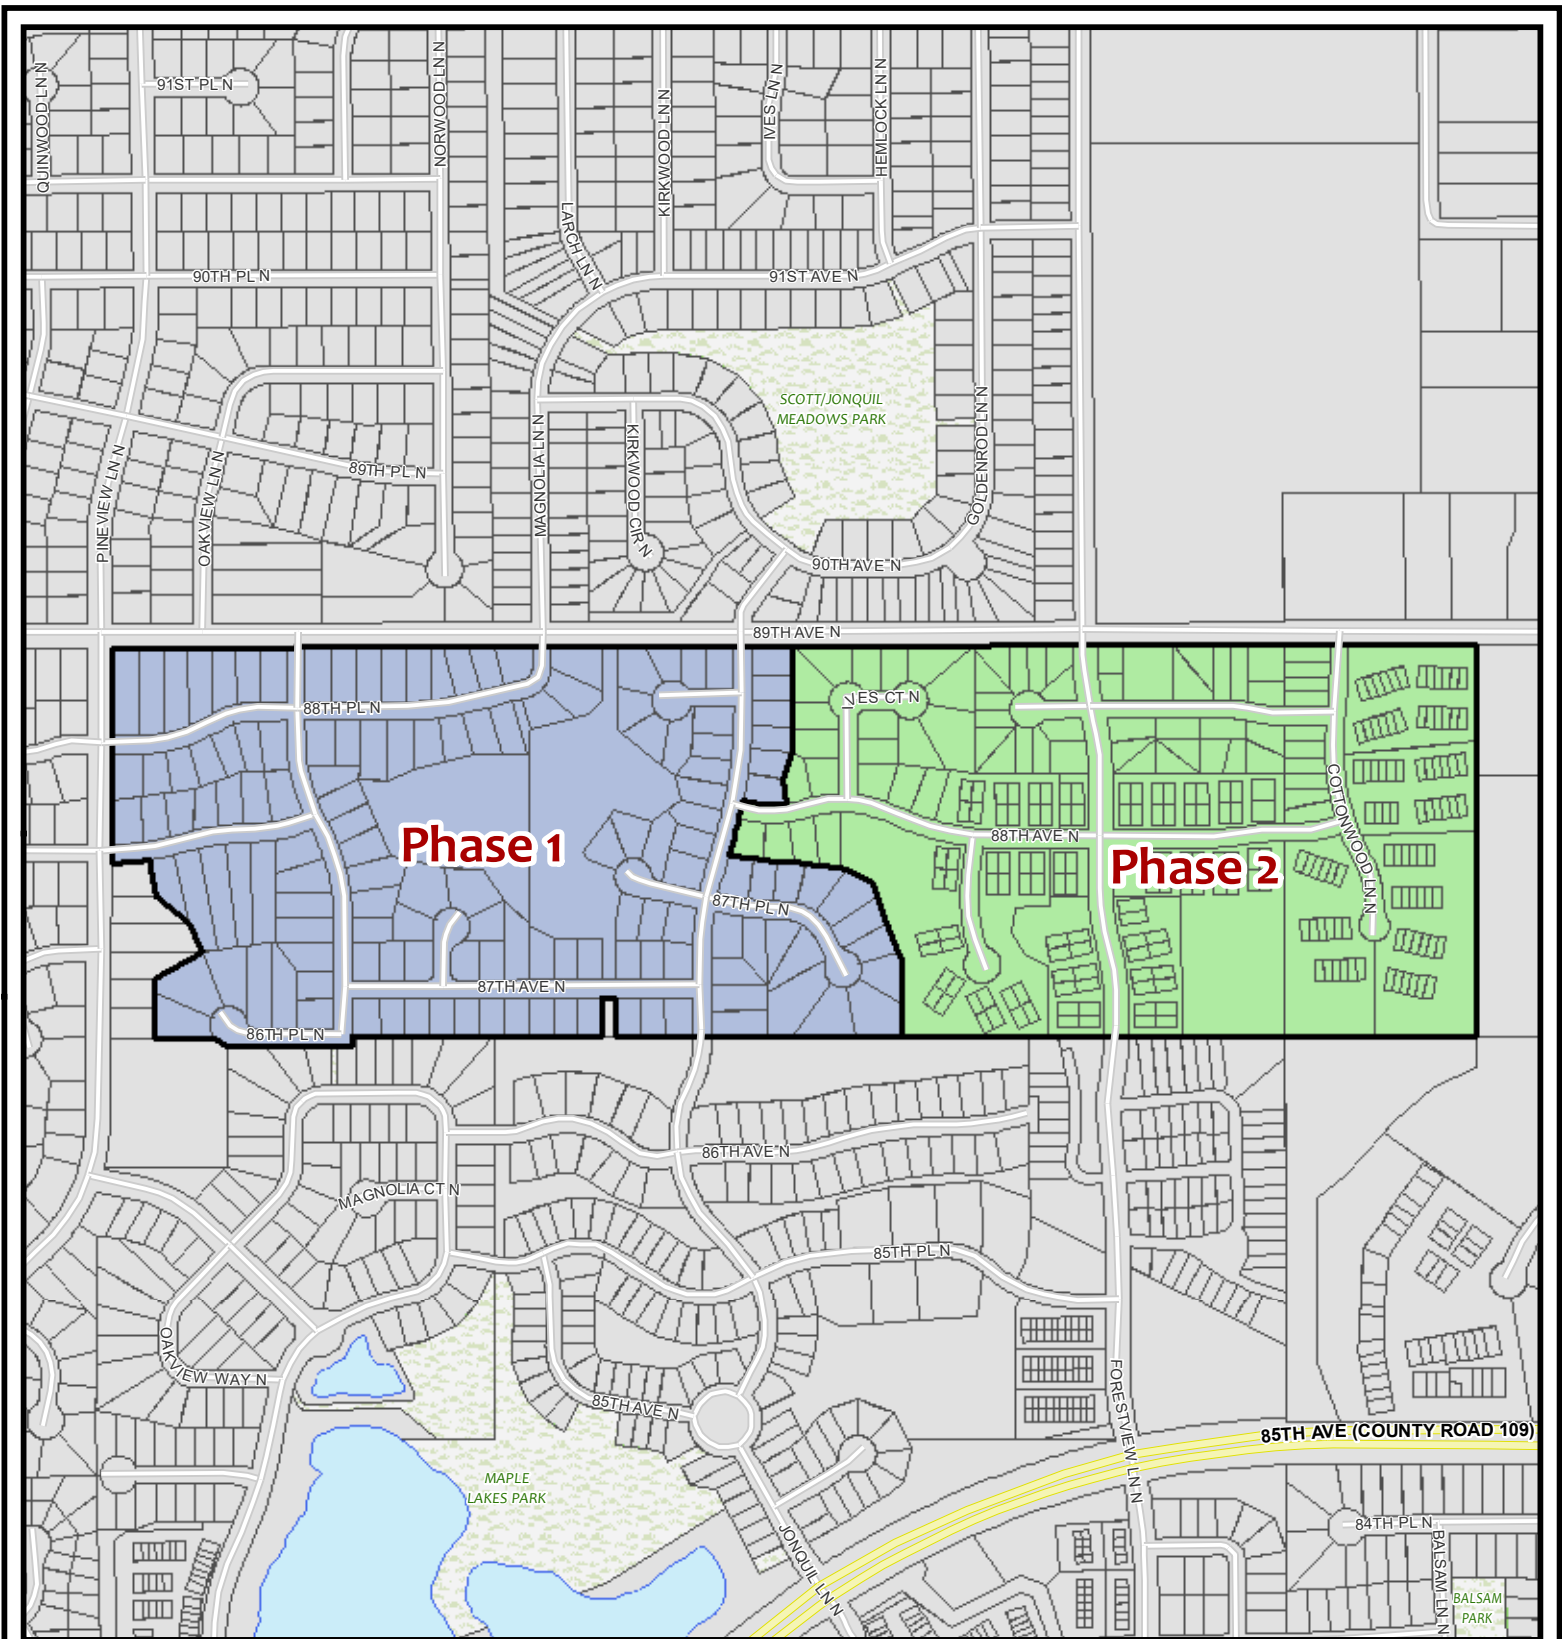 91ST PL N
QUINWOOD LN N
NORWOOD LN N
KIRKWOOD LN N
IVES LN N
HEMLOCK LN N
LARCH LN N
90TH PL N
91ST AVE N
SCOTT/JONQUIL
MEADOWS PARK
GOLDENROD LN N
MAGNOLIA LN N
KIRKWOOD CIR N
PINEVIEW LN N
OAKVIEW LN N
89TH PL N
90TH AVE N
89TH AVE N
88TH PL N
IVES CT N
COTTONWOOD LN N
Phase 1
88TH AVE N
Phase 2
87TH PL N
87TH AVE N
86TH PL N
86TH AVE N
MAGNOLIA CT N
85TH PL N
OAKVIEW WAY N
85TH AVE N
FORESTVIEW LN N
85TH AVE (COUNTY ROAD 109)
MAPLE
LAKES PARK
JONQUIL LN N
84TH PL N
BALSAM LN N
BALSAM
PARK